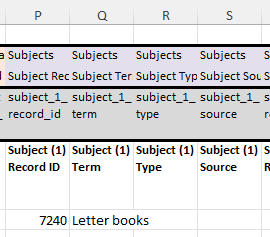 P Q R S
Subjects Subjects Subjects Subjects
Subject Rec Subject Ter Subject Typ Subject Sou
subject_1_ subject_1_ subject_1_ subject_1_
record_id term type source
Subject (1) Subject (1) Subject (1) Subject (1)
Record ID Term Type Source
7240 Letter books